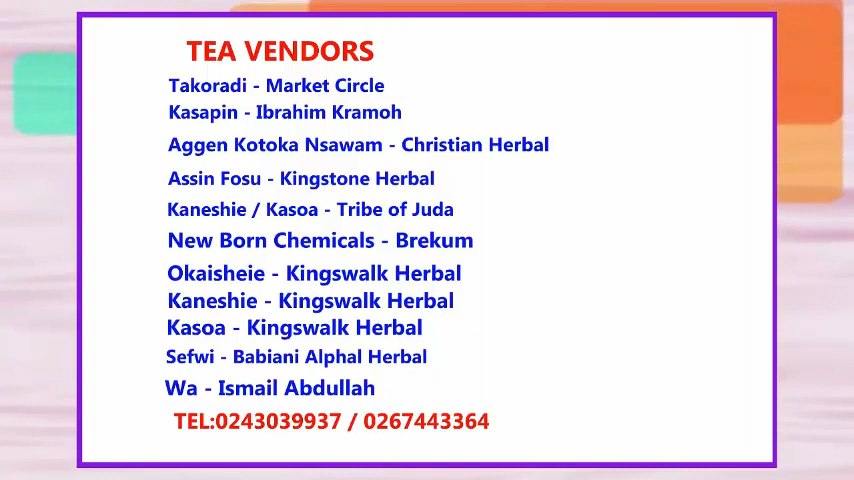 TEA VENDORS
Takoradi - Market Circle
Kasapin - Ibrahim Kramoh
Aggen Kotoka Nsawam - Christian Herbal
Assin Fosu - Kingstone Herbal
Kaneshie / Kasoa - Tribe of Juda
New Born Chemicals - Brekum
Okaisheie - Kingswalk Herbal
Kaneshie - Kingswalk Herbal
Kasoa - Kingswalk Herbal
Sefwi - Babiani Alphal Herbal
Wa - Ismail Abdullah
TEL:0243039937 / 0267443364